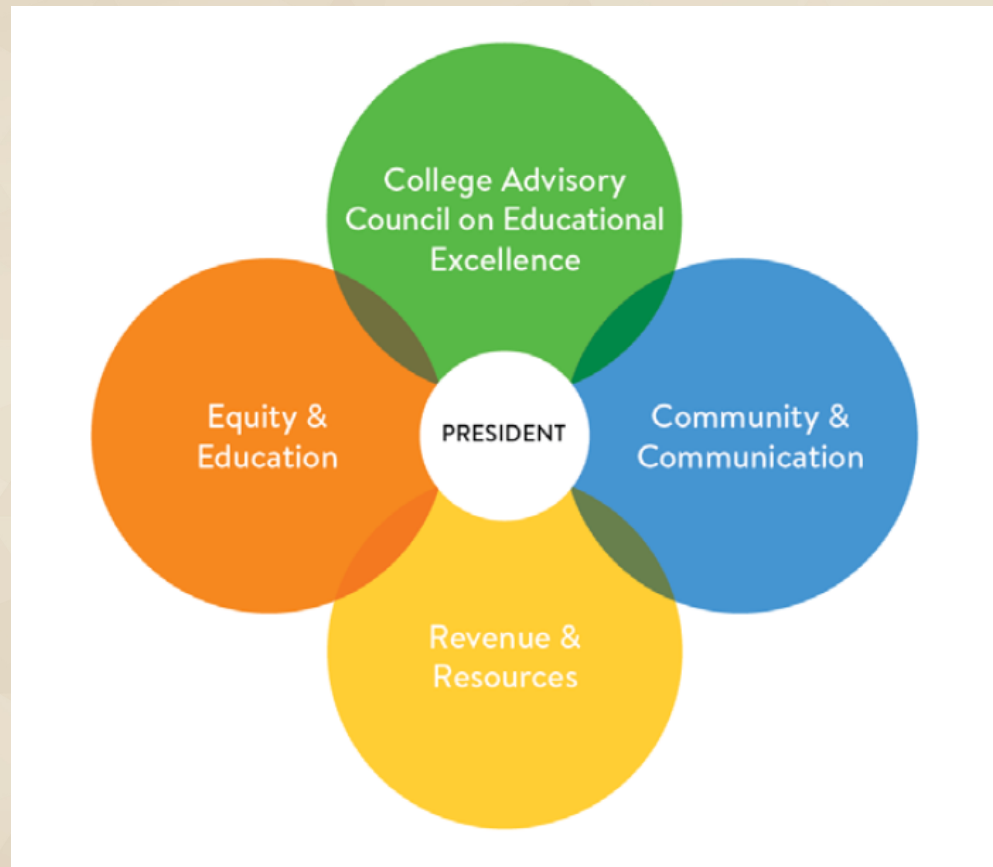 College Advisory
Council on Educational
Excellence
Equity &
Education
PRESIDENT
Community &
Communication
Revenue &
Resources